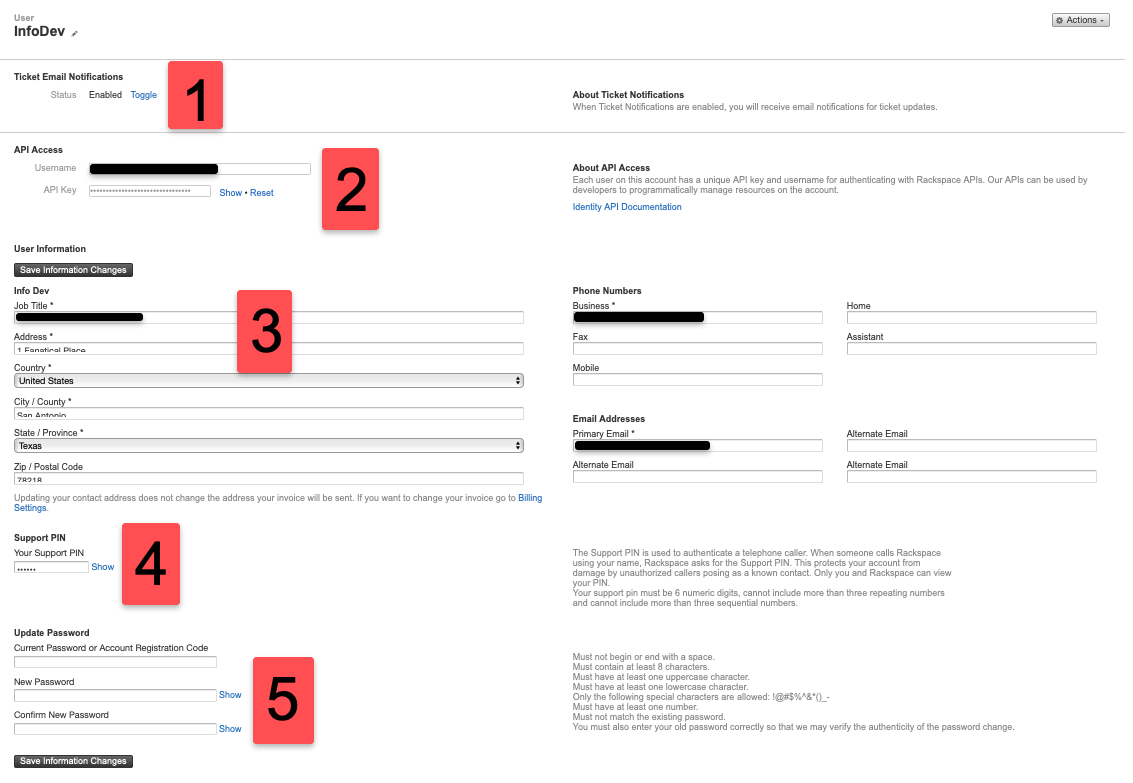 User
InfoDev
Actions
Ticket Email Notifications
Status Enabled Toggle
1
About Ticket Notifications
When Ticket Notifications are enabled, you will receive email notifications for ticket updates.
API Access
Username
API Key •••••••••••••••••••••••••••••••• Show • Reset
2
About API Access
Each user on this account has a unique API key and username for authenticating with Rackspace APIs. Our APIs can be used by
developers to programmatically manage resources on the account.
Identity API Documentation
User Information
Save Information Changes
Info Dev
Job Title *
Address *
1 Fanatical Place
Country *
United States
City / County *
San Antonio
State / Province *
Texas
Zip / Postal Code
78218
Updating your contact address does not change the address your invoice will be sent. If you want to change your invoice go to Billing
Settings.
3
Phone Numbers
Business * Home
Fax Assistant
Mobile
Email Addresses
Primary Email * Alternate Email
Alternate Email Alternate Email
Support PIN
Your Support PIN
•••••• Show
4
The Support PIN is used to authenticate a telephone caller. When someone calls Rackspace
using your name, Rackspace asks for the Support PIN. This protects your account from
damage by unauthorized callers posing as a known contact. Only you and Rackspace can view
your PIN.
Your support pin must be 6 numeric digits, cannot include more than three repeating numbers
and cannot include more than three sequential numbers.
Update Password
Current Password or Account Registration Code
New Password
Show
Confirm New Password
Show
5
Must not begin or end with a space.
Must contain at least 8 characters.
Must have at least one uppercase character.
Must have at least one lowercase character.
Only the following special characters are allowed: !@#$%^&*()_-
Must have at least one number.
Must not match the existing password.
You must also enter your old password correctly so that we may verify the authenticity of the password change.
Save Information Changes